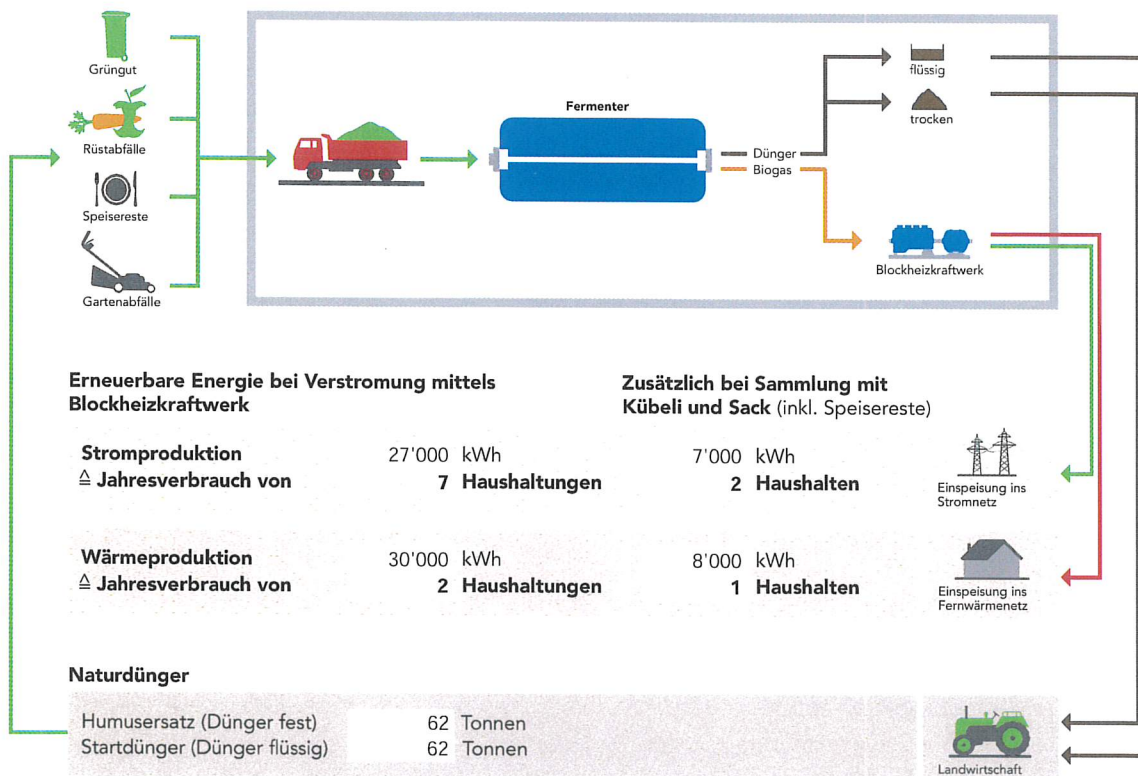 Grüngut
Rüstabfälle
Speisereste
Gartenabfälle
Fermenter
Dünger
Biogas
flüssig
trocken
Blockheizkraftwerk
Erneuerbare Energie bei Verstromung mittels
Blockheizkraftwerk
Zusätzlich bei Sammlung mit
Kübeli und Sack (inkl. Speisereste)
Stromproduktion 27'000 kWh 7'000 kWh
≙ Jahresverbrauch von 7 Haushaltungen 2 Haushalten
Einspeisung ins
Stromnetz
Wärmeproduktion 30'000 kWh 8'000 kWh
≙ Jahresverbrauch von 2 Haushaltungen 1 Haushalten
Einspeisung ins
Fernwärmenetz
Naturdünger
Humusersatz (Dünger fest) 62 Tonnen
Startdünger (Dünger flüssig) 62 Tonnen
Landwirtschaft